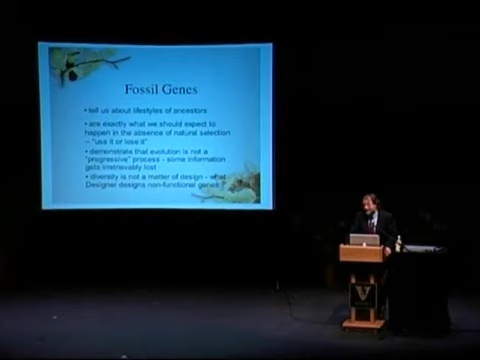 Fossil Genes
• tell us about lifestyles of ancestors
• are exactly what we should expect to
happen in the absence of natural selection
– "use it or lose it"
• demonstrate that evolution is not a
"progressive" process - some information
gets irretrievably lost
• diversity is not a matter of design - what
Designer designs non-functional genes ?
V